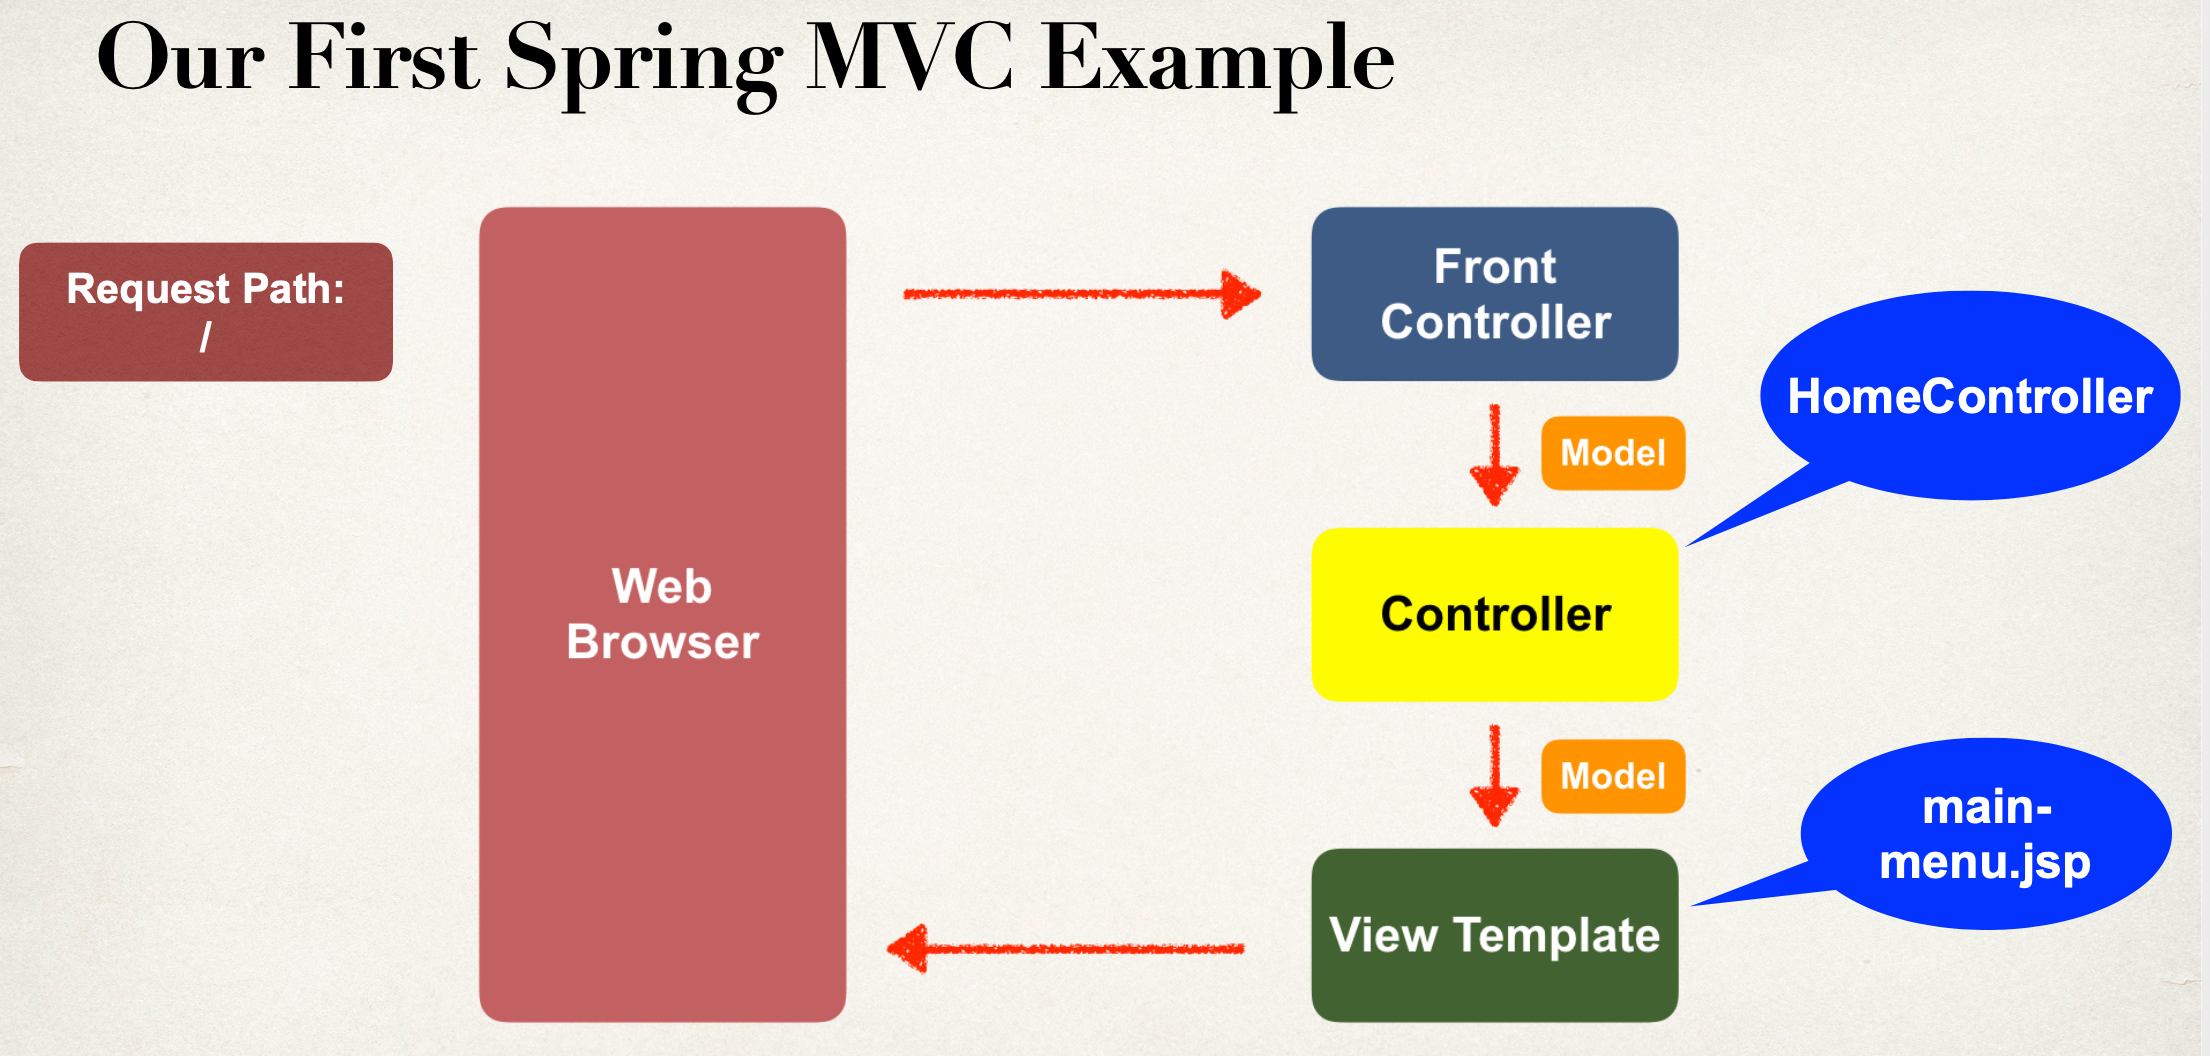 Our First Spring MVC Example
Request Path:
/
Web
Browser
Front
Controller
Model
HomeController
Controller
Model
main-
menu.jsp
View Template